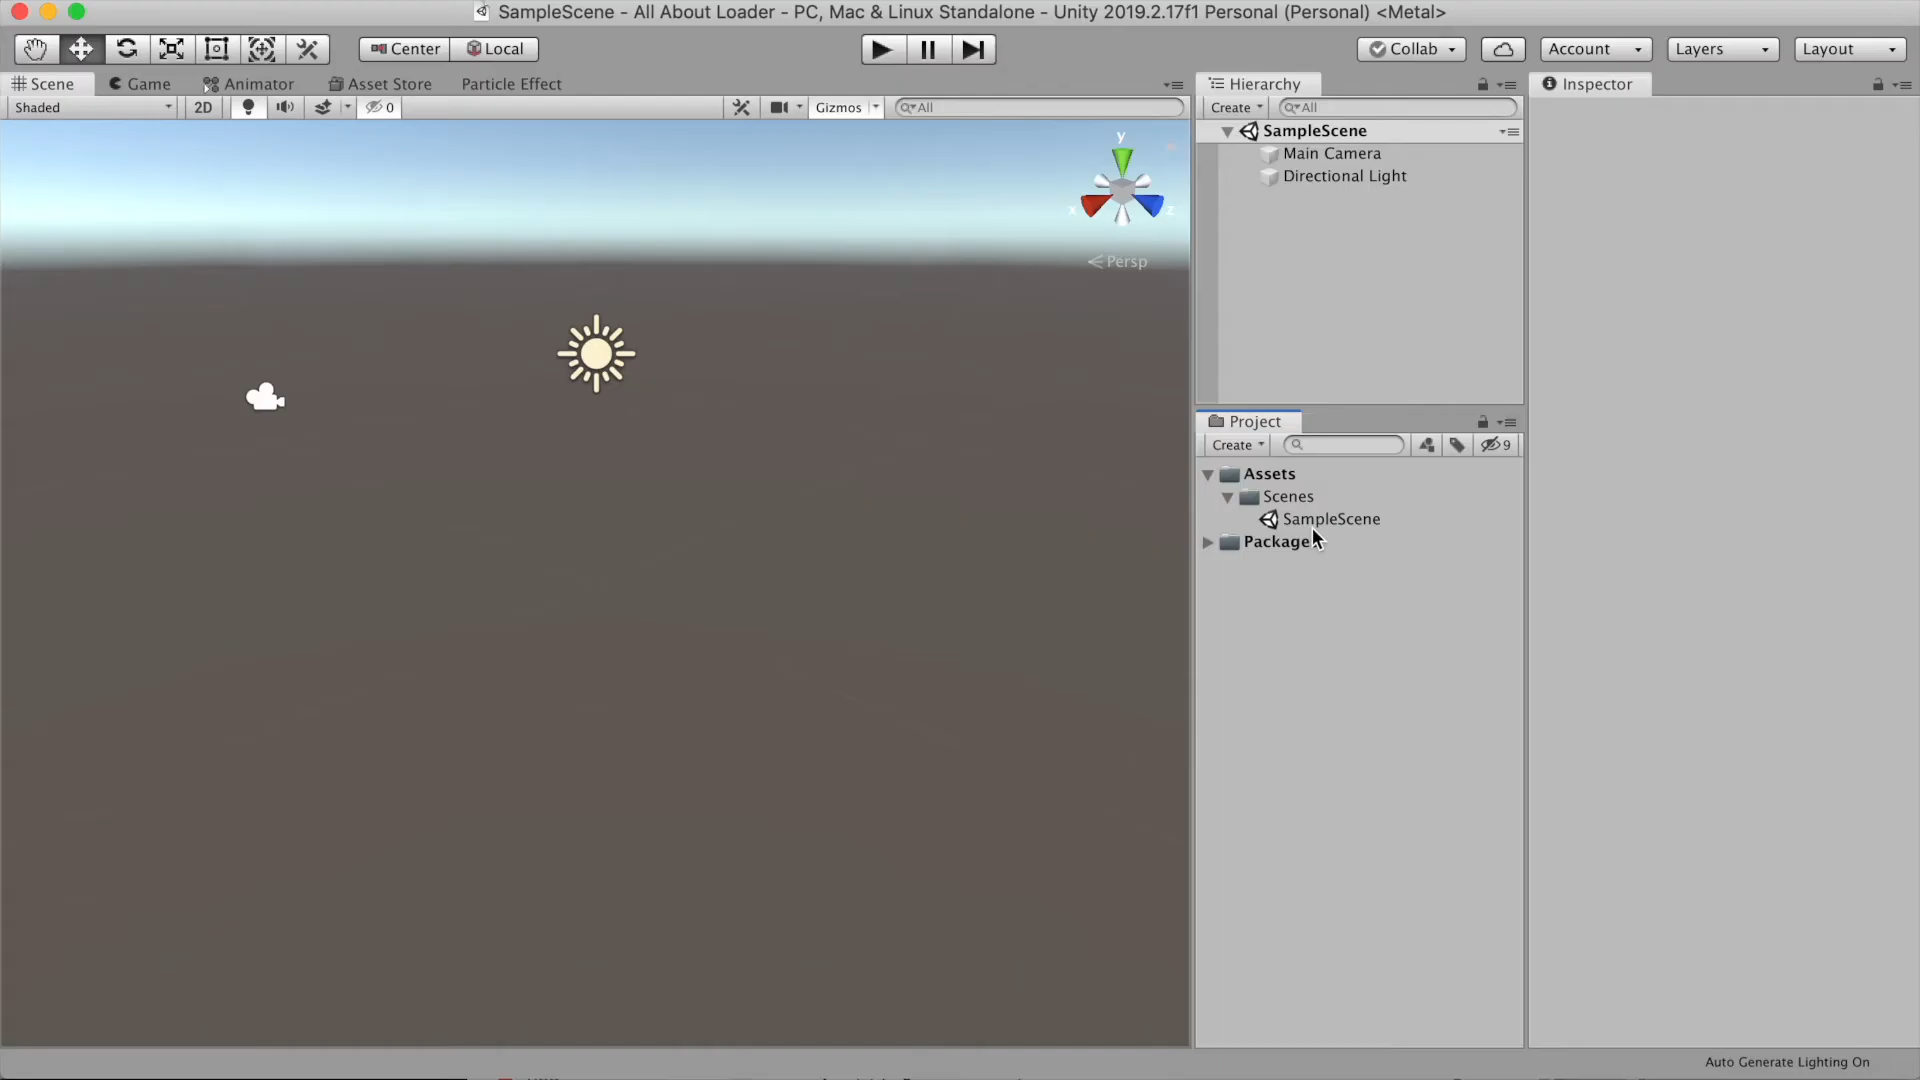 SampleScene - All About Loader - PC, Mac & Linux Standalone - Unity 2019.2.17f1 Personal (Personal) <Metal>
Center Local Collab Account Layers Layout
Scene Game Animator Asset Store Particle Effect
Shaded 2D 0 Gizmos All
y
x
z
Persp
Hierarchy
Create All
SampleScene
Main Camera
Directional Light
Project
Create 9
Assets
Scenes
SampleScene
Package
Inspector
Auto Generate Lighting On